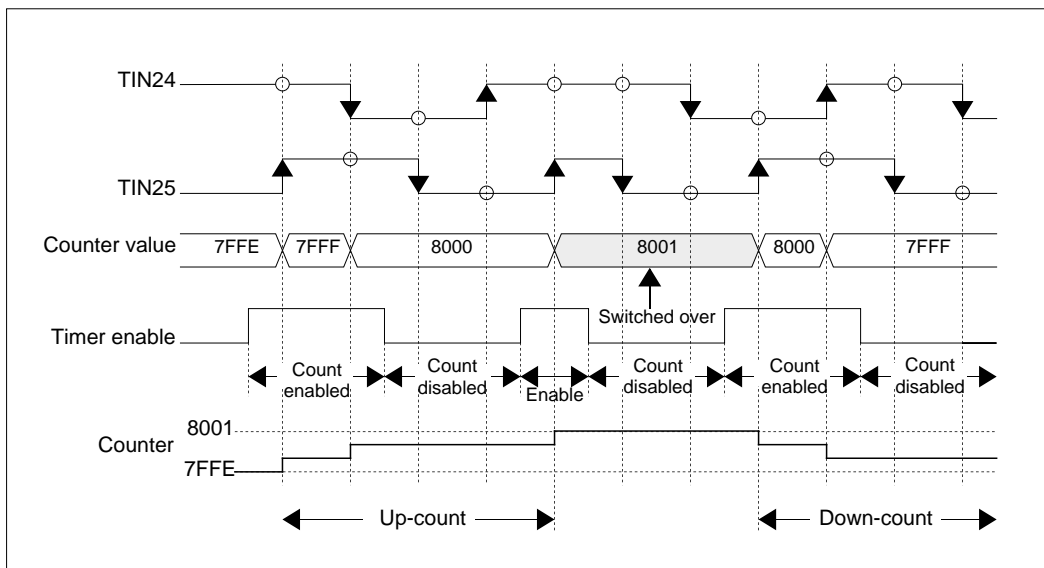 TIN24
TIN25
Counter value
7FFE
7FFF
8000
8001
8000
7FFF
Switched over
Timer enable
Count
enabled
Count
disabled
Enable
Count
disabled
Count
enabled
Count
disabled
8001
Counter
7FFE
Up-count
Down-count